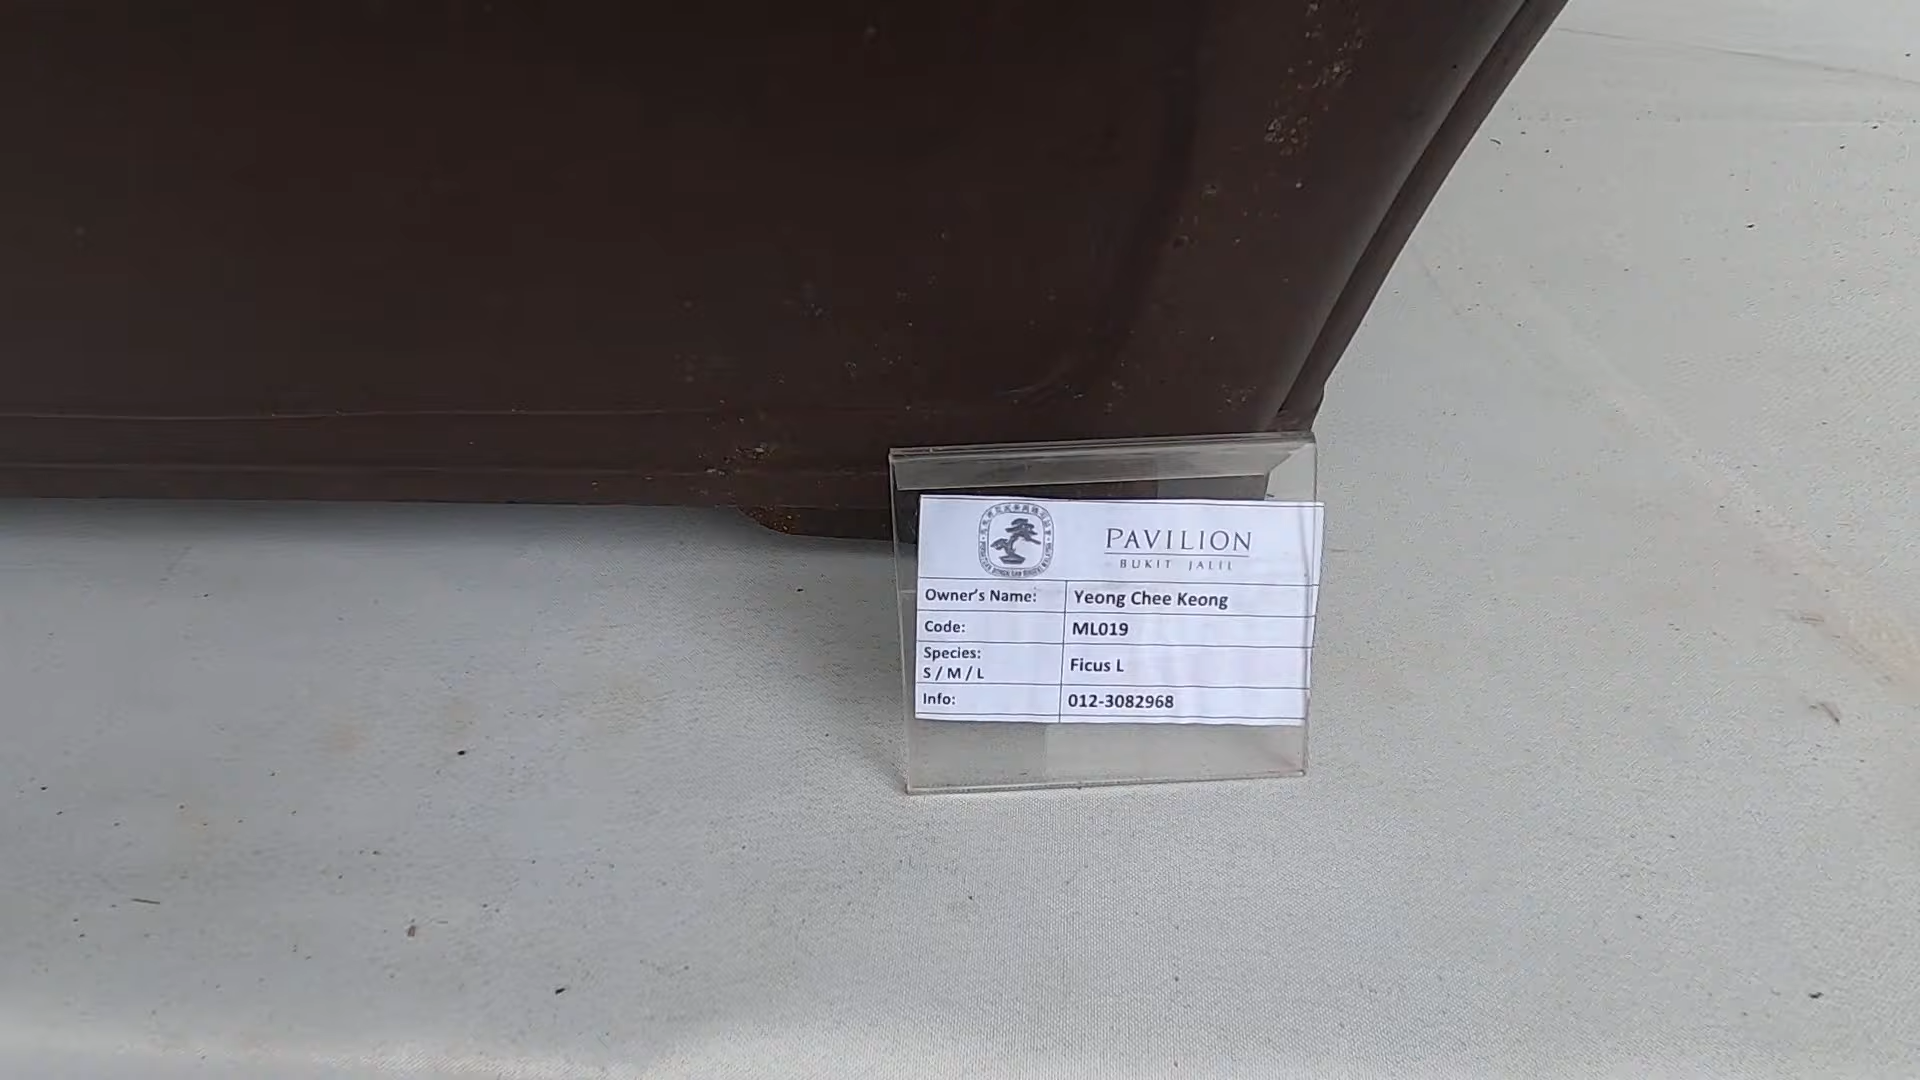 PAVILION
BUKIT JALIL
Owner's Name: Yeong Chee Keong
Code: ML019
Species:
S / M / L Ficus L
Info: 012-3082968